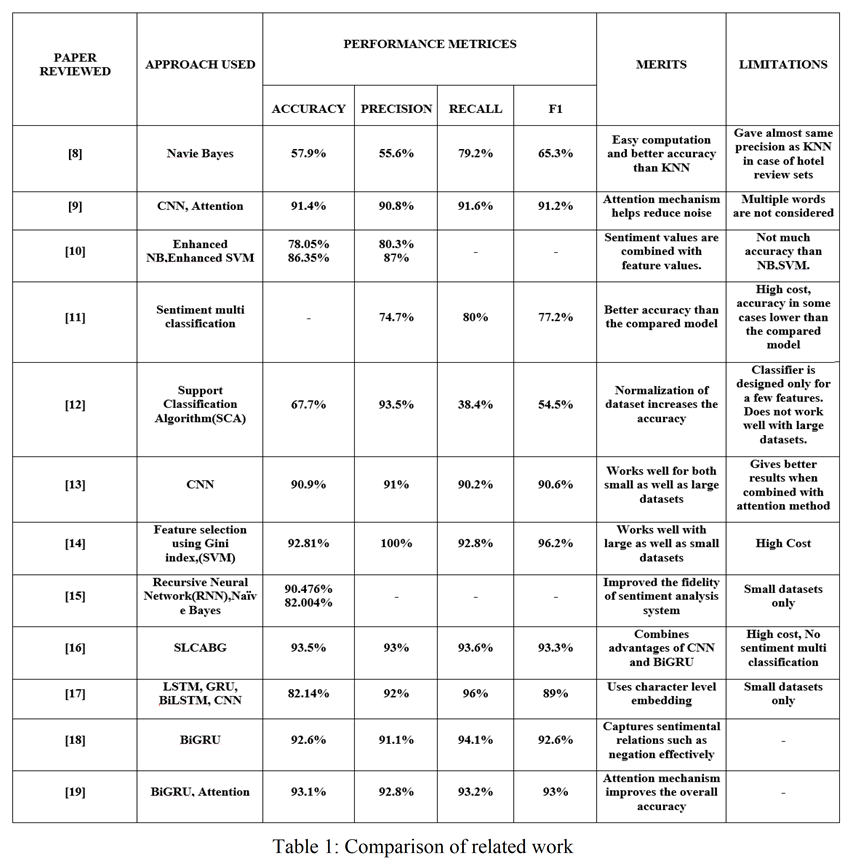 PAPER
REVIEWED
APPROACH USED
PERFORMANCE METRICES
MERITS
LIMITATIONS
ACCURACY
PRECISION
RECALL
F1
[8]
Navie Bayes
57.9%
55.6%
79.2%
65.3%
Easy computation
and better accuracy
than KNN
Gave almost same
precision as KNN
in case of hotel
review sets
[9]
CNN, Attention
91.4%
90.8%
91.6%
91.2%
Attention mechanism
helps reduce noise
Multiple words
are not considered
[10]
Enhanced
NB,Enhanced SVM
78.05%
86.35%
80.3%
87%
-
-
Sentiment values are
combined with
feature values.
Not much
accuracy than
NB,SVM.
[11]
Sentiment multi
classification
-
74.7%
80%
77.2%
Better accuracy than
the compared model
High cost,
accuracy in some
cases lower than
the compared
model
[12]
Support
Classification
Algorithm(SCA)
67.7%
93.5%
38.4%
54.5%
Normalization of
dataset increases the
accuracy
Classifier is
designed only for
a few features.
Does not work
well with large
datasets.
[13]
CNN
90.9%
91%
90.2%
90.6%
Works well for both
small as well as large
datasets
Gives better
results when
combined with
attention method
[14]
Feature selection
using Gini
index,(SVM)
92.81%
100%
92.8%
96.2%
Works well with
large as well as small
datasets
High Cost
[15]
Recursive Neural
Network(RNN),Naïv
e Bayes
90.476%
82.004%
-
-
-
Improved the fidelity
of sentiment analysis
system
Small datasets
only
[16]
SLCABG
93.5%
93%
93.6%
93.3%
Combines
advantages of CNN
and BiGRU
High cost, No
sentiment multi
classification
[17]
LSTM, GRU,
BiLSTM, CNN
82.14%
92%
96%
89%
Uses character level
embedding
Small datasets
only
[18]
BiGRU
92.6%
91.1%
94.1%
92.6%
Captures sentimental
relations such as
negation effectively
-
[19]
BiGRU, Attention
93.1%
92.8%
93.2%
93%
Attention mechanism
improves the overall
accuracy
-
Table 1: Comparison of related work